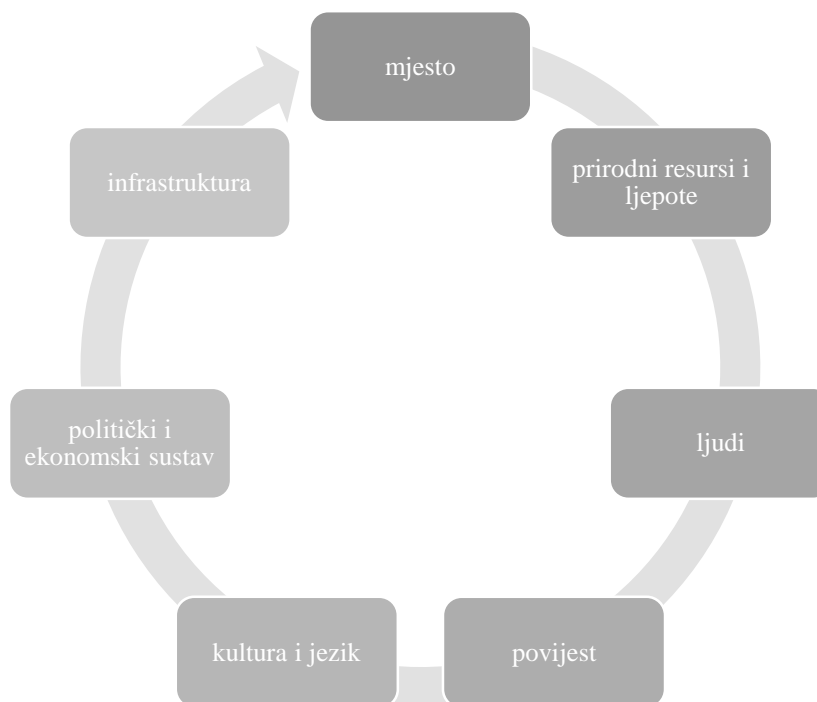 mjesto
prirodni resursi i
ljepote
ljudi
povijest
kultura i jezik
politički i
ekonomski sustav
infrastruktura